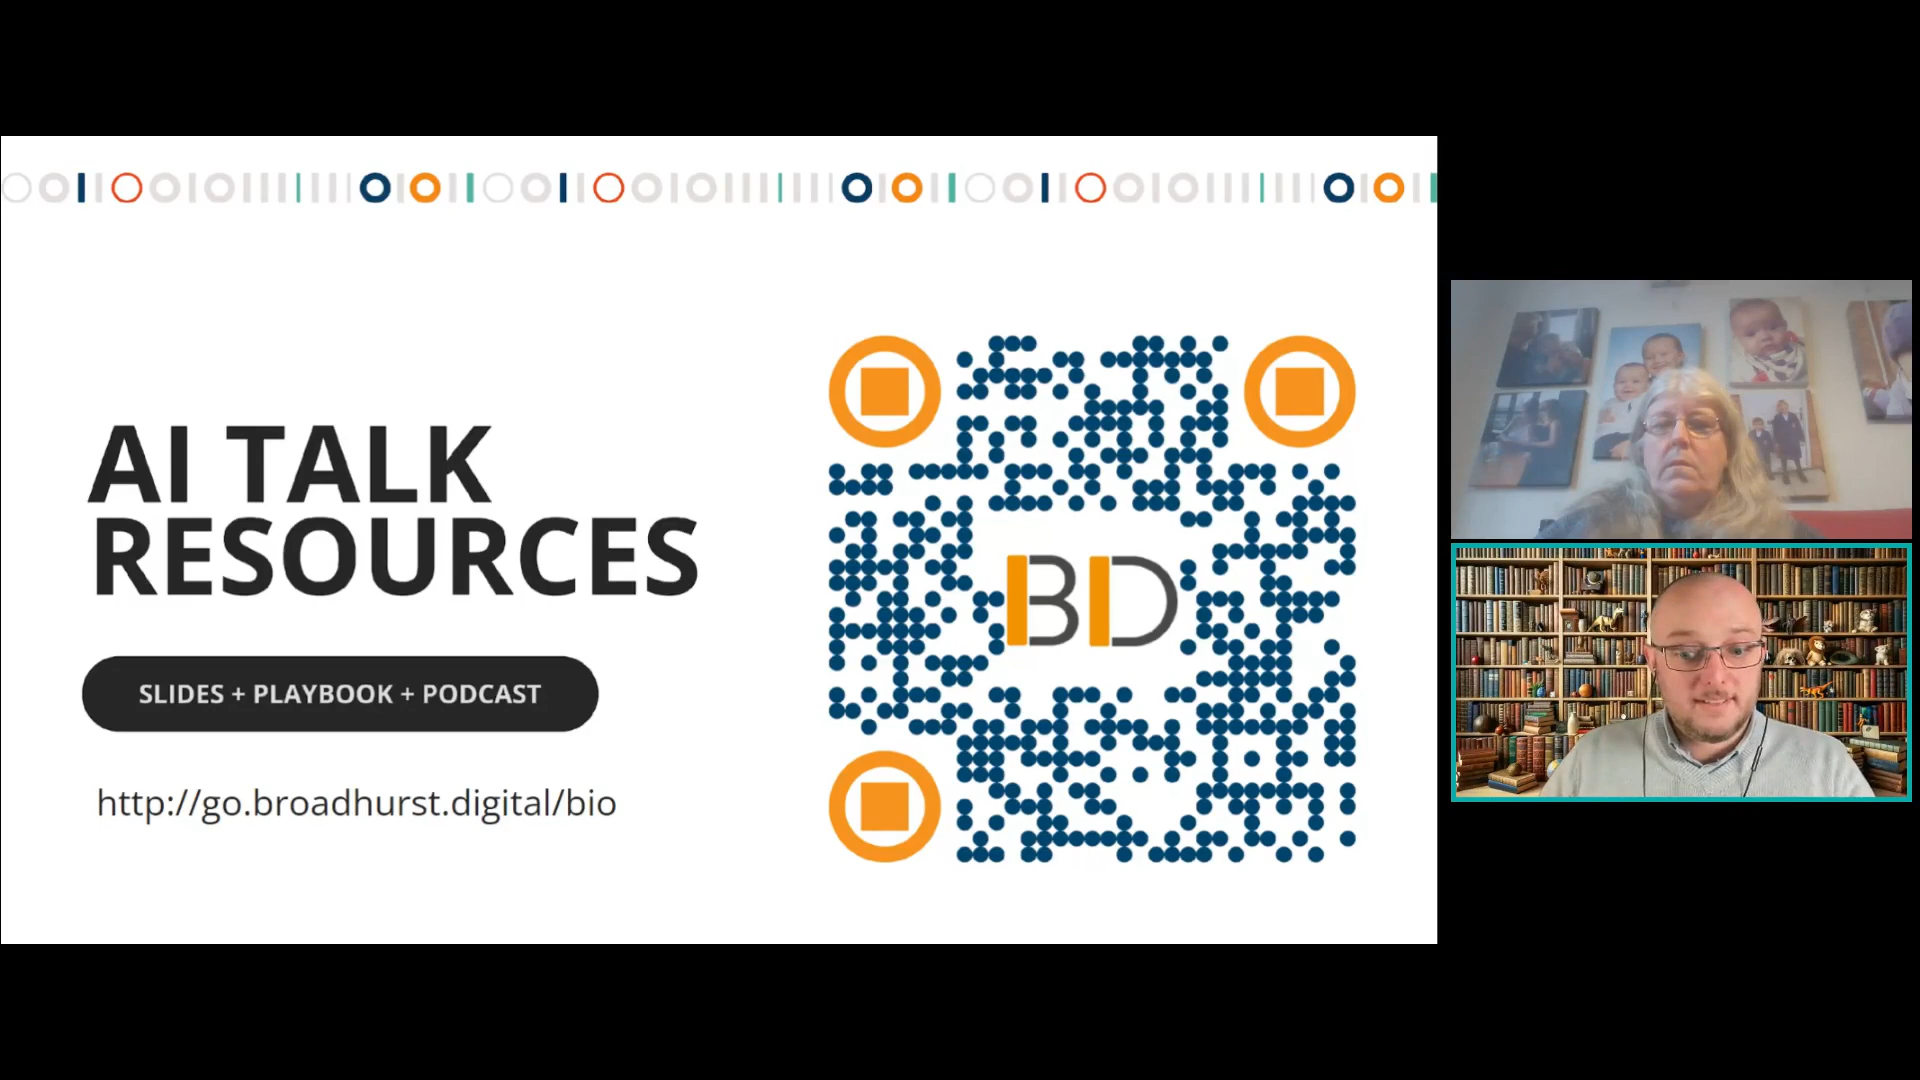 AI TALK
RESOURCES
SLIDES + PLAYBOOK + PODCAST
http://go.broadhurst.digital/bio
BD